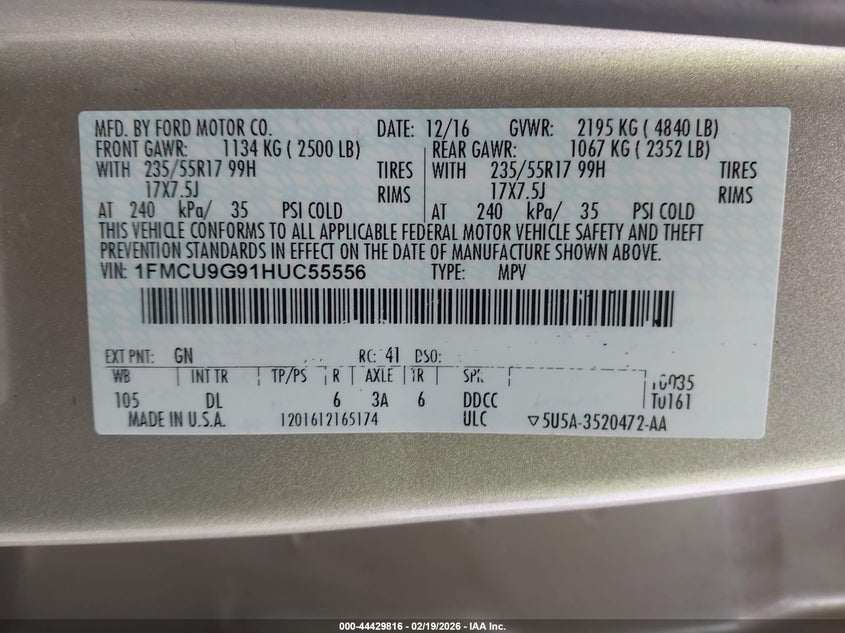 MFD. BY FORD MOTOR CO. DATE: 12/16 GVWR: 2195 KG ( 4840 LB)
FRONT GAWR: 1134 KG ( 2500 LB) REAR GAWR: 1067 KG ( 2352 LB)
WITH 235/55R17 99H TIRES WITH 235/55R17 99H TIRES
17X7.5J RIMS 17X7.5J RIMS
AT 240 kPa/ 35 PSI COLD AT 240 kPa/ 35 PSI COLD
THIS VEHICLE CONFORMS TO ALL APPLICABLE FEDERAL MOTOR VEHICLE SAFETY AND THEFT
PREVENTION STANDARDS IN EFFECT ON THE DATE OF MANUFACTURE SHOWN ABOVE.
VIN: 1FMCU9G91HUC55556 TYPE: MPV
EXT PNT: GN RC: 41 DSO:
WB INT TR TP/PS R AXLE TR SPR
105 DL 6 3A 6 DDCC T0161
MADE IN U.S.A. 1201612165174 ULC ▽5U5A-3520472-AA
000-44429816 - 02/19/2026 - IAA Inc.